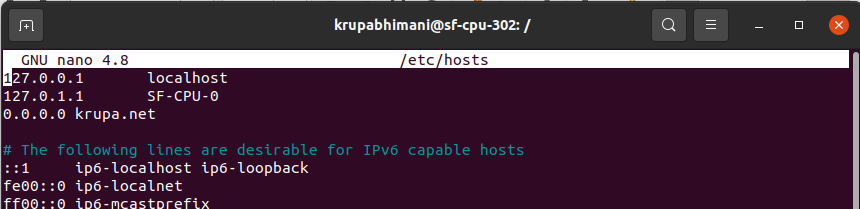 krupabhimani@sf-cpu-302: /
GNU nano 4.8 /etc/hosts
127.0.0.1 localhost
127.0.1.1 SF-CPU-0
0.0.0.0 krupa.net
# The following lines are desirable for IPv6 capable hosts
::1 ip6-localhost ip6-loopback
fe00::0 ip6-localnet
ff00::0 ip6-mcastprefix